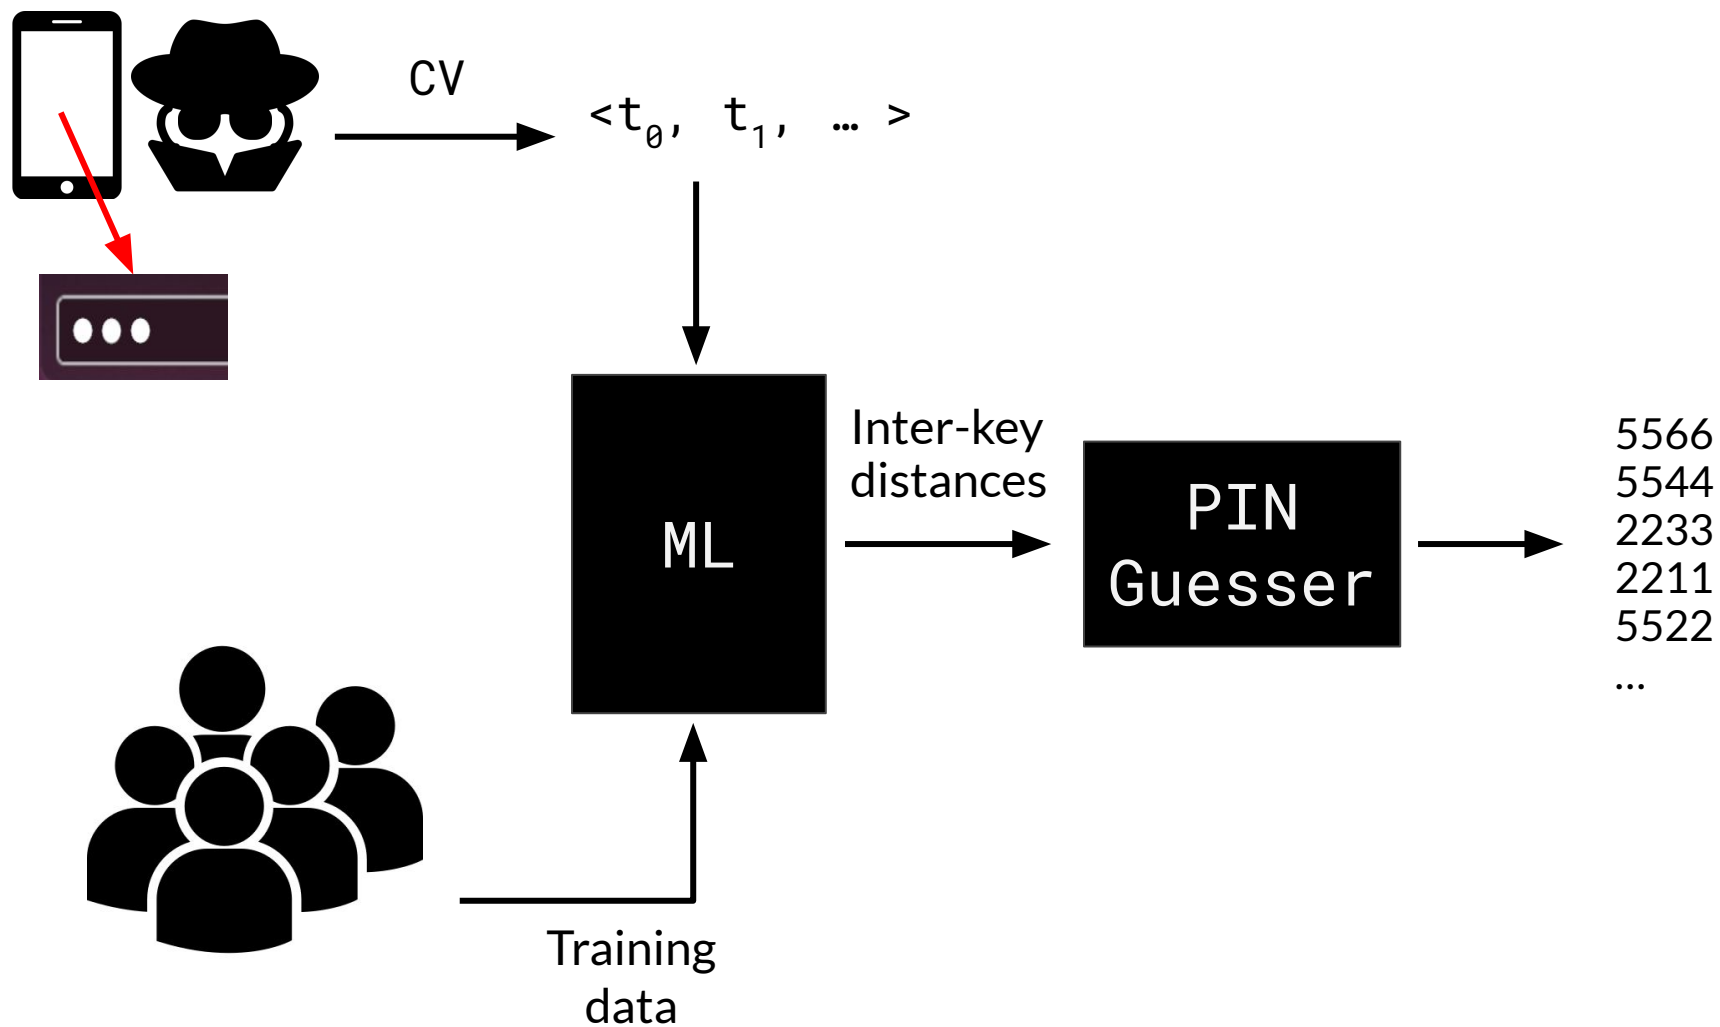 CV
<t0, t1, … >
Inter-key
distances
ML
PIN
Guesser
5566
5544
2233
2211
5522
...
Training
data